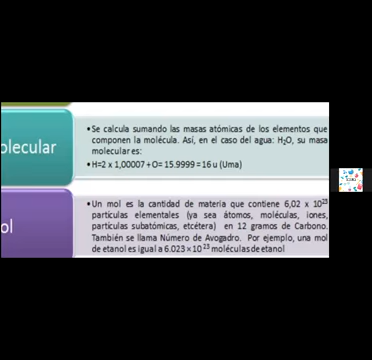 olecular
•Se calcula sumando las masas atómicas de los elementos que
componen la molécula. Así, en el caso del agua: H₂O, su masa
molecular es:
•H=2 x 1,00007 + O= 15.9999 = 16 u (Uma)
ol
•Un mol es la cantidad de materia que contiene 6,02 x 10²³
partículas elementales (ya sea átomos, moléculas, iones,
partículas subatómicas, etcétera) en 12 gramos de Carbono.
También se llama Número de Avogadro. Por ejemplo, una mol
de etanol es igual a 6.023 × 10²³ moléculas de etanol